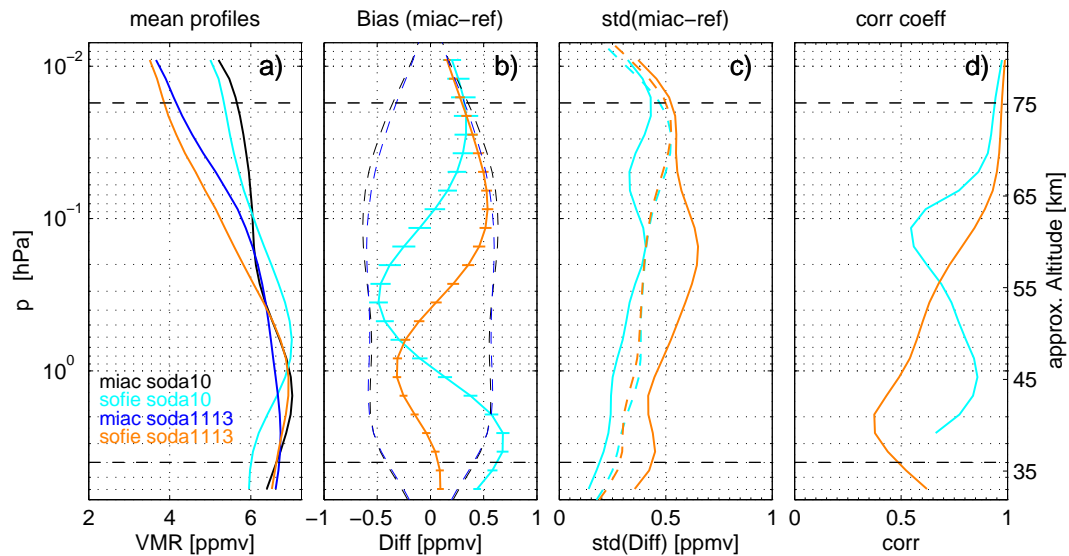 mean profiles
Bias (miac−ref)
std(miac−ref)
corr coeff
a)
b)
c)
d)
10⁻²
10⁻¹
10⁰
p [hPa]
75
65
55
45
35
approx. Altitude [km]
miac soda10
sofie soda10
miac soda1113
sofie soda1113
2 4 6
−1 −0.5 0 0.5 1
0 0.5 1
0 0.5 1
VMR [ppmv]
Diff [ppmv]
std(Diff) [ppmv]
corr